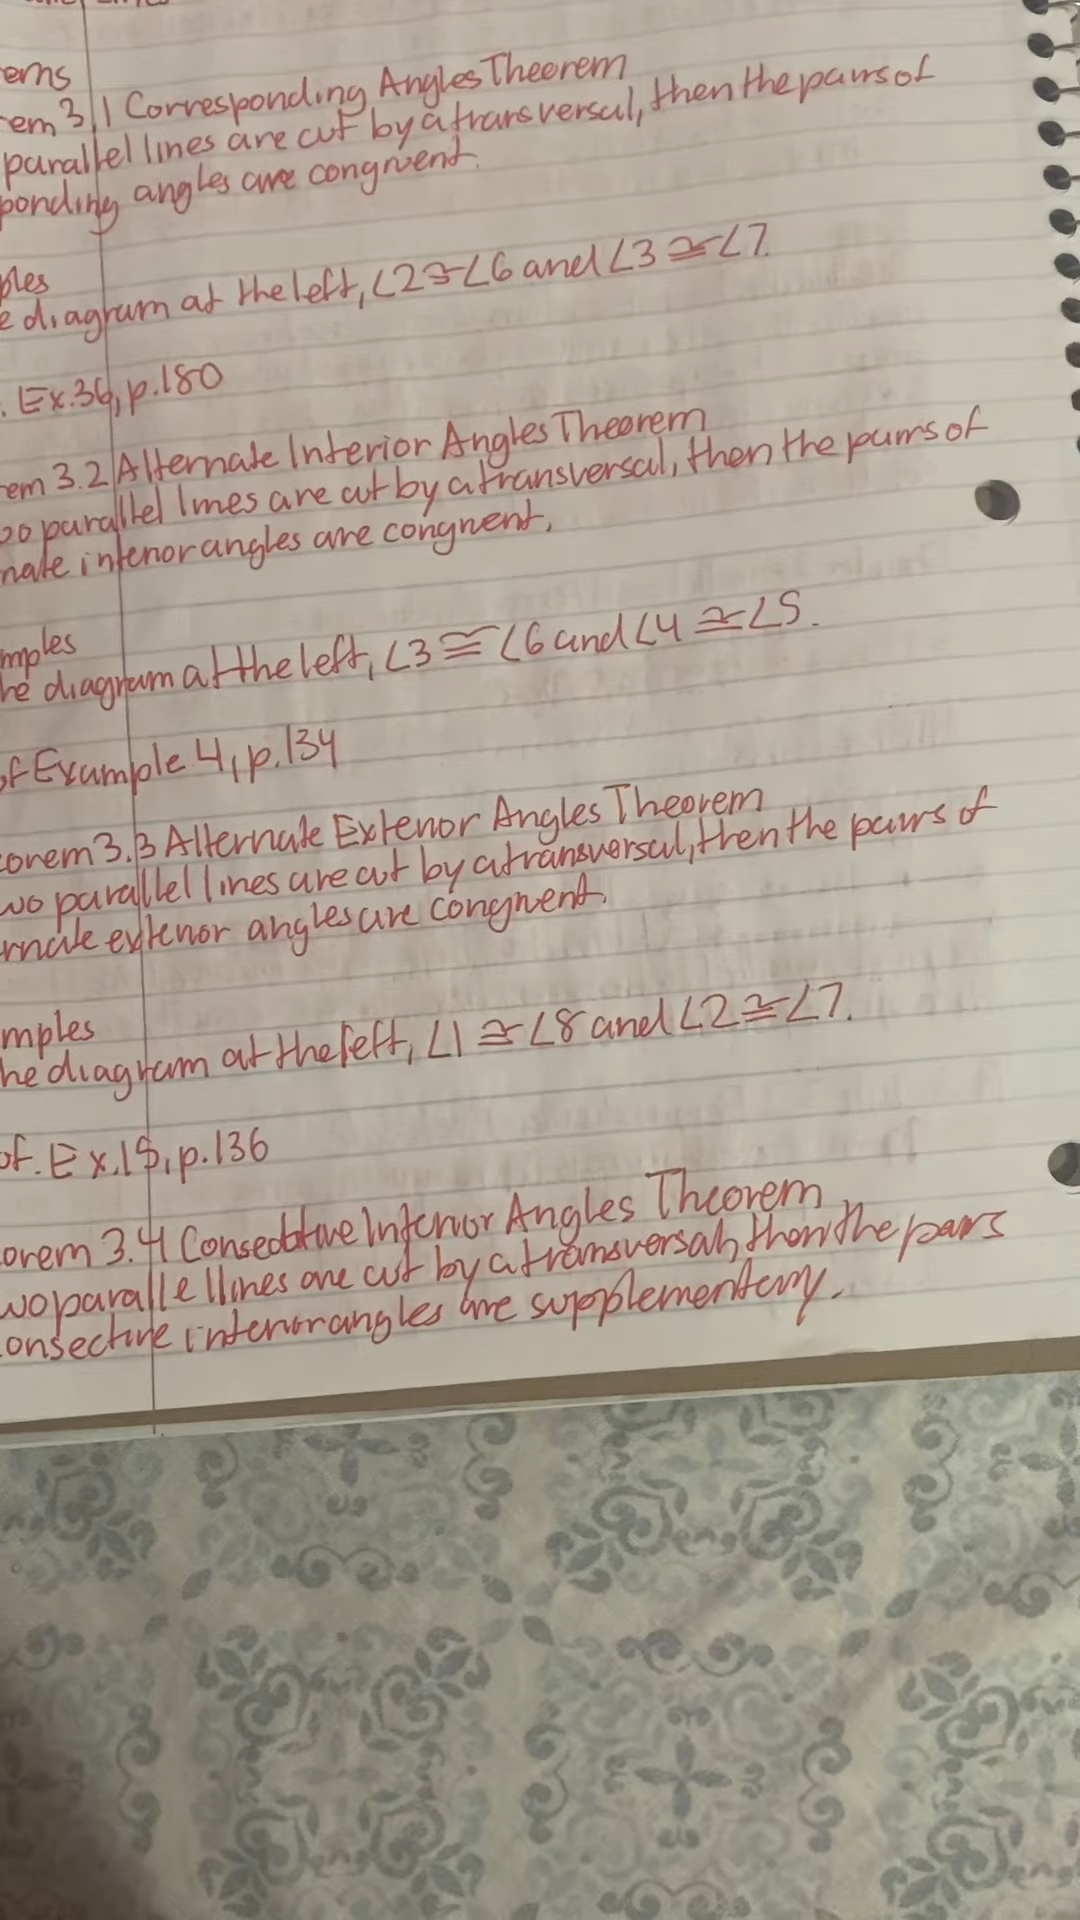 ems
em 3.1 Corresponding Angles Theorem
parallel lines are cut by a transversal, then the pairs of
ponding angles are congruent.
ples
e diagram at the left, ∠2≅∠6 and ∠3≅∠7.
. Ex.36, p.180
em 3.2 Alternate Interior Angles Theorem
wo parallel lines are cut by a transversal, then the pairs of
nate interior angles are congruent.
mples
he diagram at the left, ∠3≅∠6 and ∠4≅∠5.
of Example 4, p.134
orem 3.3 Alternate Exterior Angles Theorem
wo parallel lines are cut by a transversal, then the pairs of
rnate exterior angles are congruent.
mples
he diagram at the left, ∠1≅∠8 and ∠2≅∠7.
of. Ex.15, p.136
orem 3.4 Interior Angles Theorem
wo parallel lines are cut by a transversal, then the pairs
onsective interior angles are supplementary.